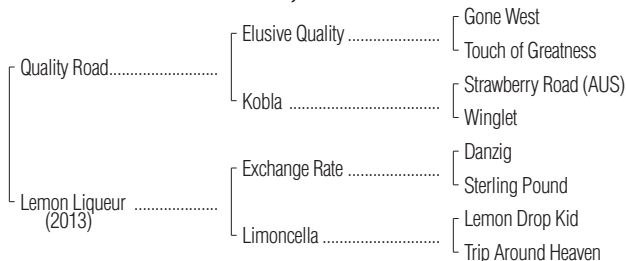 Gone West
Elusive Quality ....................
Touch of Greatness
Quality Road.......................
Strawberry Road (AUS)
Kobla ................................
Winglet
Danzig
Exchange Rate ....................
Sterling Pound
Lemon Liqueur ..................
(2013)
Lemon Drop Kid
Limoncella ..........................
Trip Around Heaven